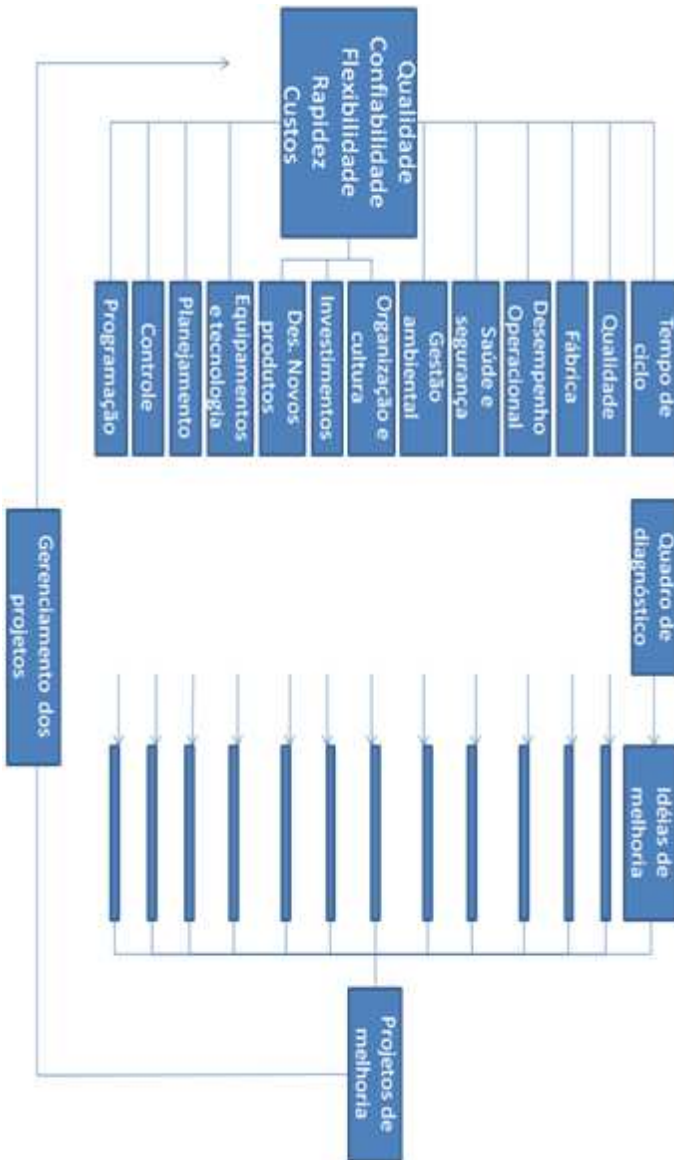 Tempo de
ciclo
Quadro de
diagnóstico
Idéias de
melhoria
Qualidade
Fábrica
Desempenho
Operacional
Saúde e
segurança
Gestão
ambiental
Qualidade
Confiabilidade
Flexibilidade
Rapidez
Custos
Organização e
cultura
Investimentos
Des. Novos
produtos
Projetos de
melhoria
Equipamentos
e tecnologia
Planejamento
Controle
Programação
Gerenciamento dos
projetos